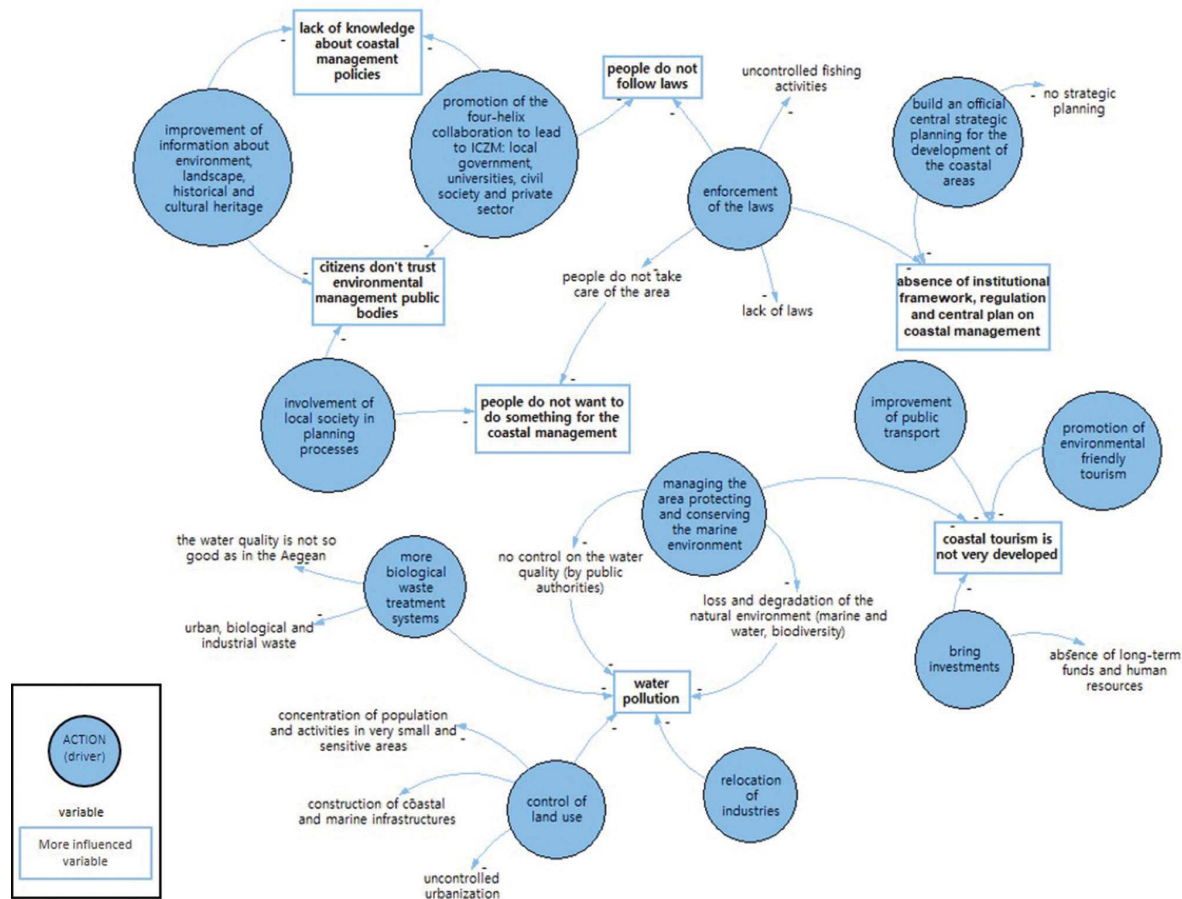 lack of knowledge
about coastal
management
policies
improvement of
information about
environment,
landscape,
historical and
cultural heritage
promotion of the
four-helix
collaboration to lead
to ICZM: local
government,
universities, civil
society and private
sector
people do not
follow laws
uncontrolled fishing
activities
build an official
central strategic
planning for the
development of
the coastal
areas
no strategic
planning
enforcement
of the laws
citizens don't trust
environmental
management public
bodies
people do not take
care of the area
lack of laws
absence of institutional
framework, regulation
and central plan on
coastal management
involvement of
local society in
planning
processes
people do not want to
do something for the
coastal management
improvement
of public
transport
promotion of
environmental
friendly
tourism
managing the
area protecting
and conserving
the marine
environment
coastal tourism is
not very developed
the water quality is not so
good as in the Aegean
more
biological
waste
treatment
systems
no control on the water
quality (by public
authorities)
loss and degradation of the
natural environment (marine and
water, biodiversity)
urban, biological and
industrial waste
bring
investments
absence of long-term
funds and human
resources
water
pollution
concentration of population
and activities in very small and
sensitive areas
construction of coastal
and marine infrastructures
control of
land use
relocation
of
industries
uncontrolled
urbanization
ACTION
(driver)
variable
More influenced
variable